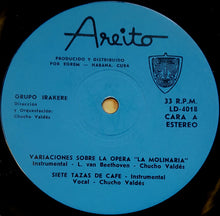 Areito
PRODUCIDO Y DISTRIBUIDO
POR EGREM — HABANA, CUBA
GRUPO IRAKERE
Dirección
y Orquestación:
Chucho Valdés
33 R.P.M.
LD-4018
CARA A
ESTEREO
VARIACIONES SOBRE LA OPERA "LA MOLINARIA"
Instrumental - L. van Beethoven - Chucho Valdés
SIETE TAZAS DE CAFE - Instrumental
Vocal - Chucho Valdés